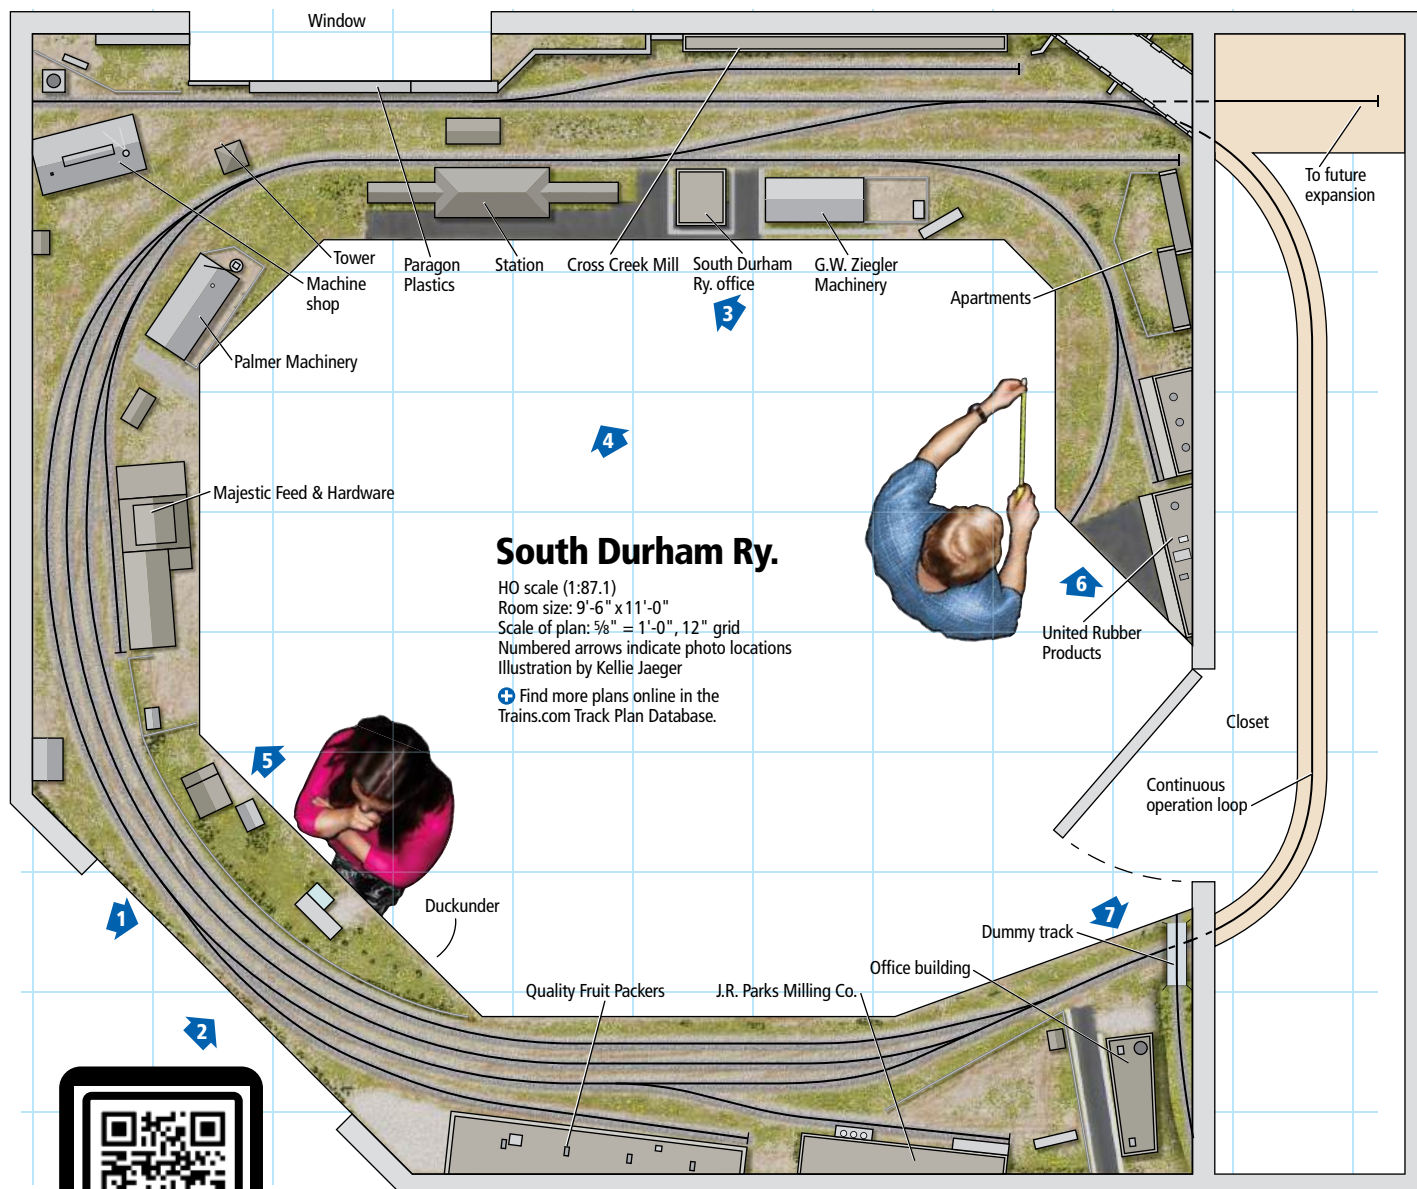 Window
To future
expansion
Tower
Machine
shop
Paragon
Plastics
Station
Cross Creek Mill
South Durham
Ry. office
G.W. Ziegler
Machinery
Apartments
3
Palmer Machinery
4
Majestic Feed & Hardware
South Durham Ry.
HO scale (1:87.1)
Room size: 9'-6" x 11'-0"
Scale of plan: ⅝" = 1'-0", 12" grid
Numbered arrows indicate photo locations
Illustration by Kellie Jaeger
Find more plans online in the
Trains.com Track Plan Database.
6
United Rubber
Products
Closet
5
Continuous
operation loop
1
Duckunder
7
Dummy track
Office building
Quality Fruit Packers
J.R. Parks Milling Co.
2